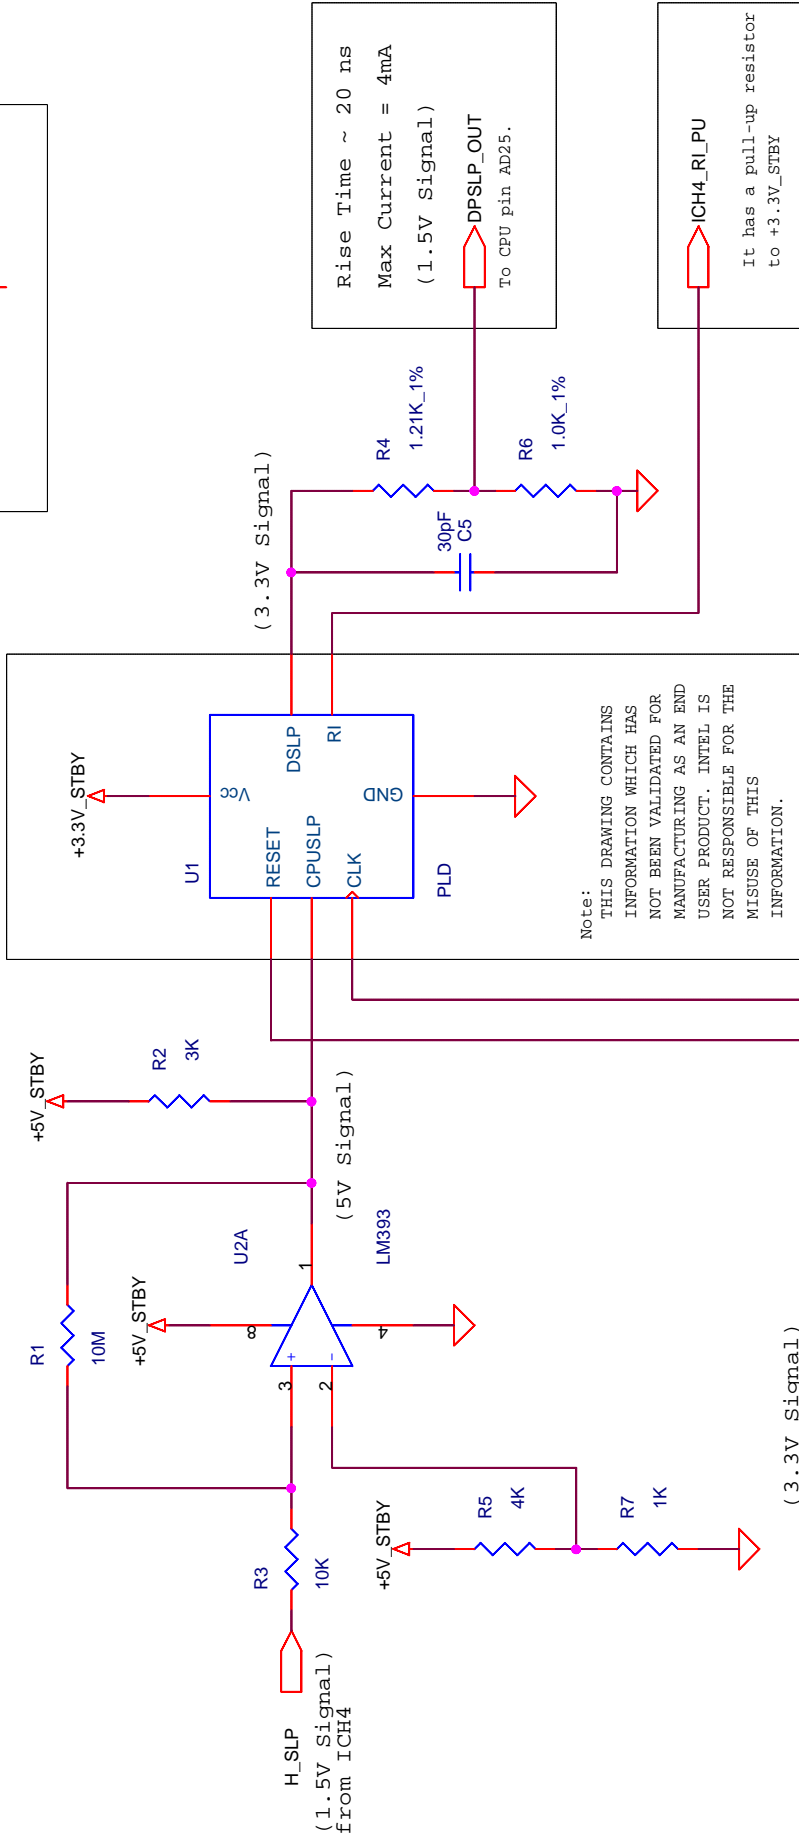 H_SLP
(1.5V Signal)
from ICH4
R3
10K
R1
10M
+5V_STBY
U2A
LM393
8
3
+
2
-
1
4
+5V_STBY
R5
4K
R7
1K
(3.3V Signal)
+5V_STBY
R2
3K
(5V Signal)
+3.3V_STBY
U1
Vcc
RESET
CPUSLP
CLK
DSLP
RI
GND
PLD
Note:
THIS DRAWING CONTAINS
INFORMATION WHICH HAS
NOT BEEN VALIDATED FOR
MANUFACTURING AS AN END
USER PRODUCT. INTEL IS
NOT RESPONSIBLE FOR THE
MISUSE OF THIS
INFORMATION.
(3.3V Signal)
30pF
C5
R4
1.21K_1%
R6
1.0K_1%
Rise Time ~ 20 ns
Max Current = 4mA
(1.5V Signal)
DPSLP_OUT
To CPU pin AD25.
ICH4_RI_PU
It has a pull-up resistor
to +3.3V_STBY